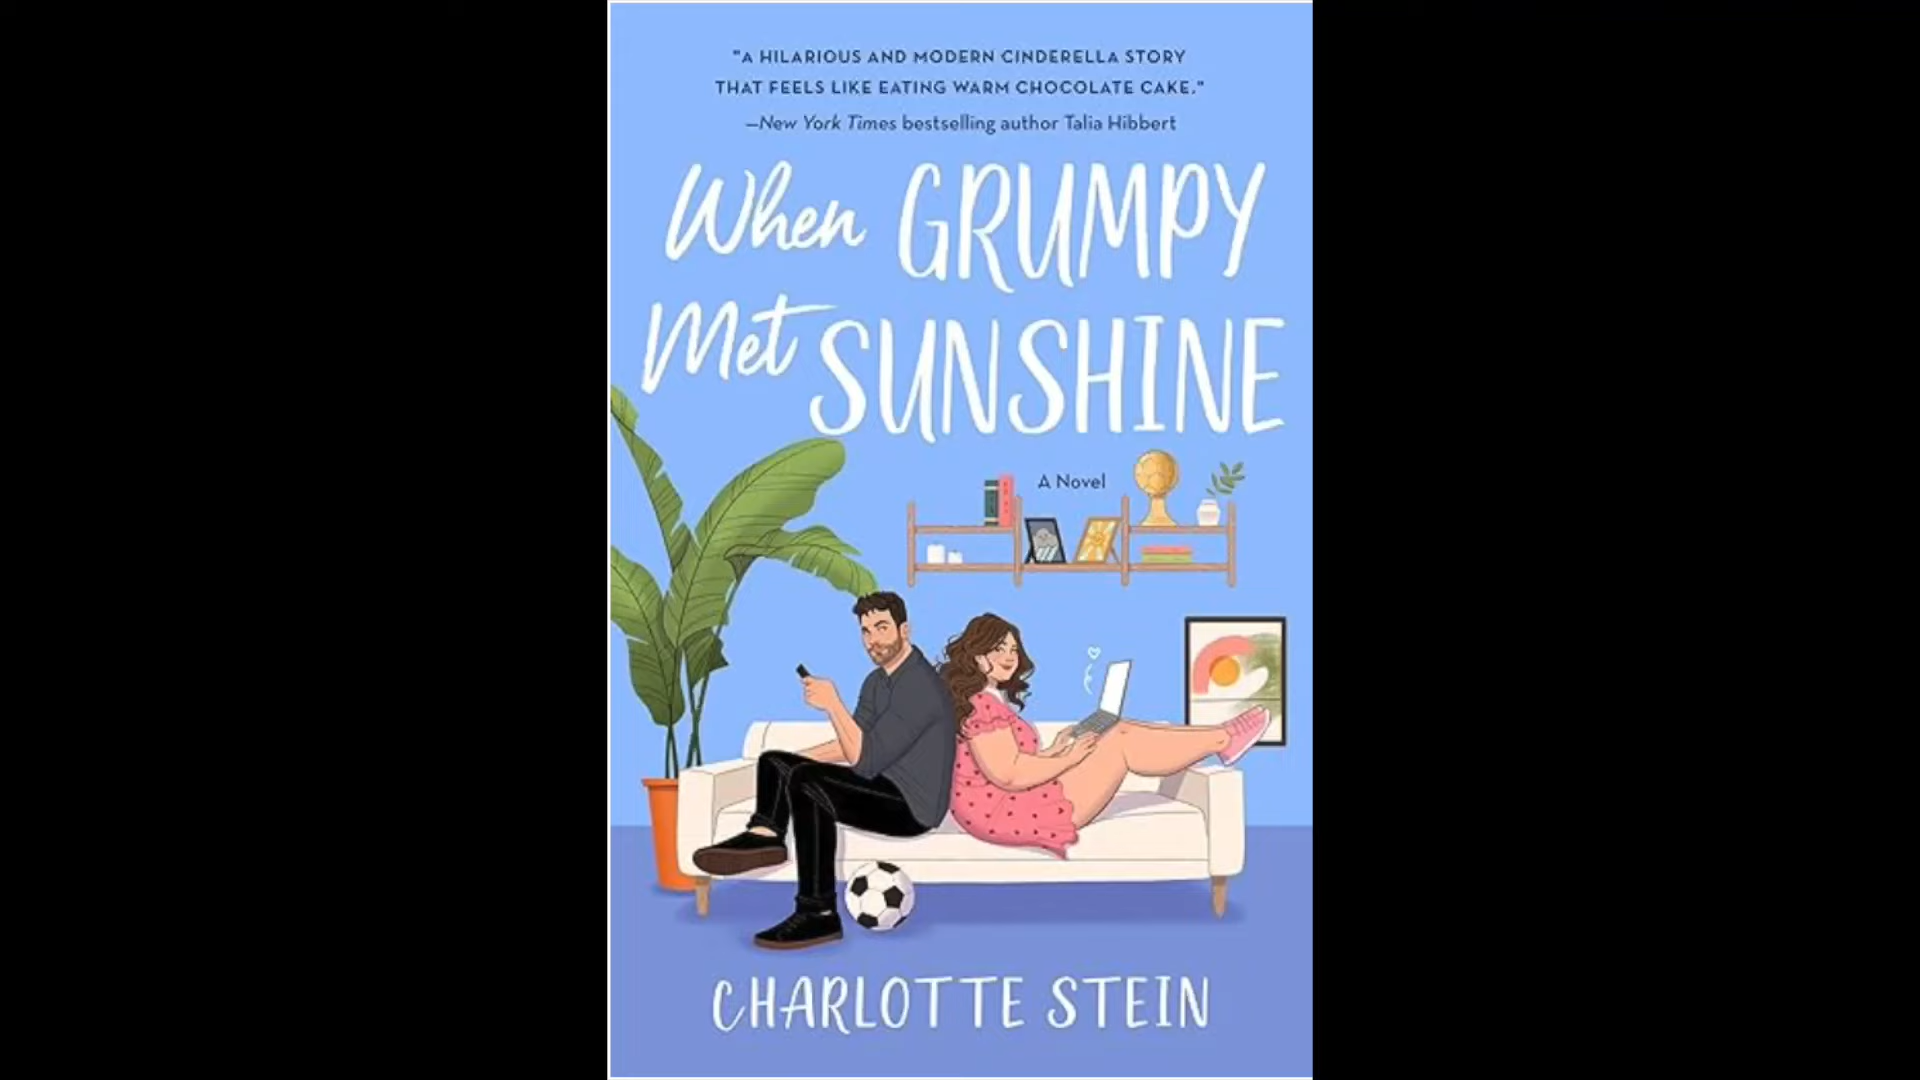 "A HILARIOUS AND MODERN CINDERELLA STORY
THAT FEELS LIKE EATING WARM CHOCOLATE CAKE."
—New York Times bestselling author Talia Hibbert
When GRUMPY
Met SUNSHINE
A Novel
CHARLOTTE STEIN